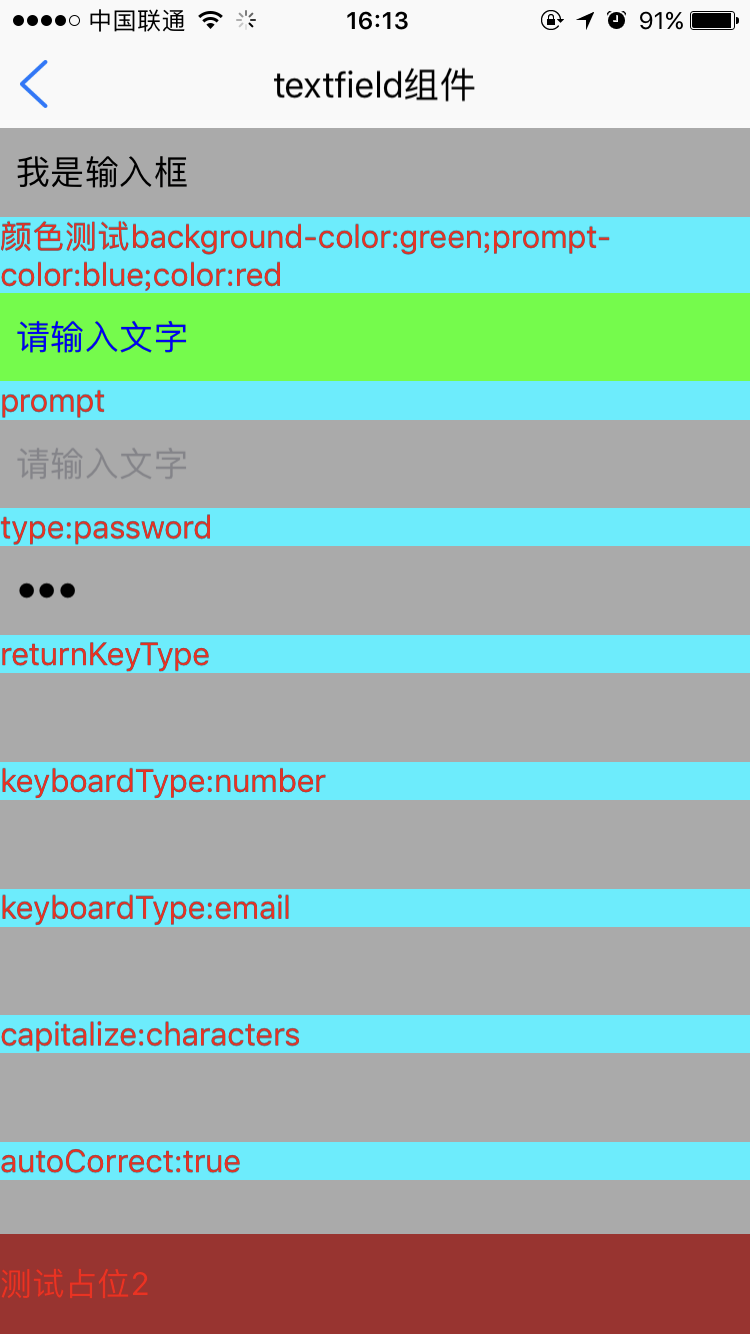 中国联通 16:13 91%
textfield组件
我是输入框
颜色测试background-color:green;prompt-
color:blue;color:red
请输入文字
prompt
请输入文字
type:password
•••
returnKeyType
keyboardType:number
keyboardType:email
capitalize:characters
autoCorrect:true
测试占位2